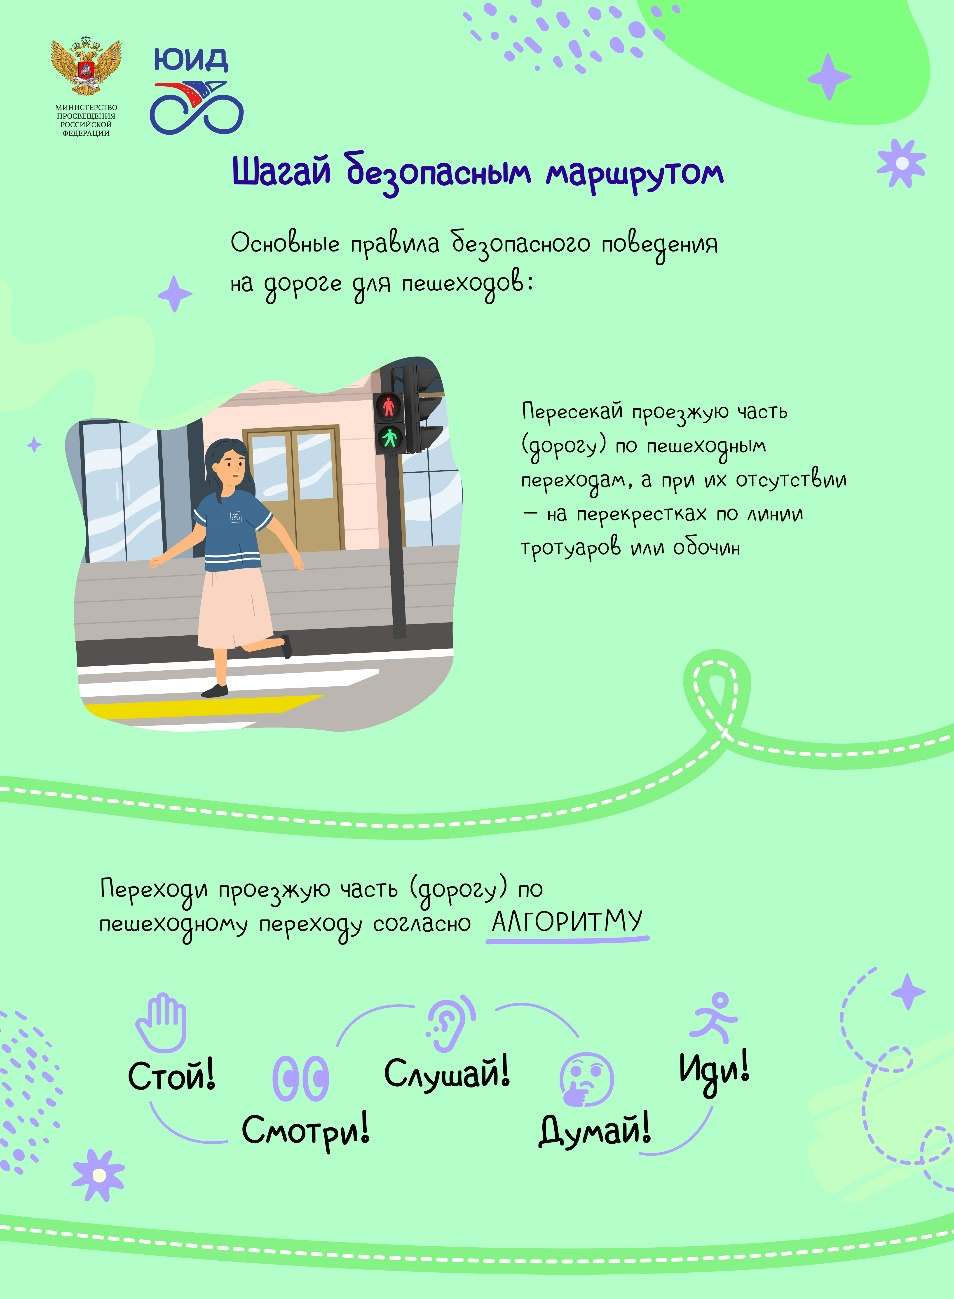 МИНИСТЕРСТВО
ПРОСВЕЩЕНИЯ
РОССИЙСКОЙ
ФЕДЕРАЦИИ
ЮИД
Шагай безопасным маршрутом
Основные правила безопасного поведения
на дороге для пешеходов:
Пересекай проезжую часть
(дорогу) по пешеходным
переходам, а при их отсутствии
– на перекрестках по линии
тротуаров или обочин
Переходи проезжую часть (дорогу) по
пешеходному переходу согласно АЛГОРИТМУ
Стой!
Смотри!
Слушай!
Думай!
Иди!